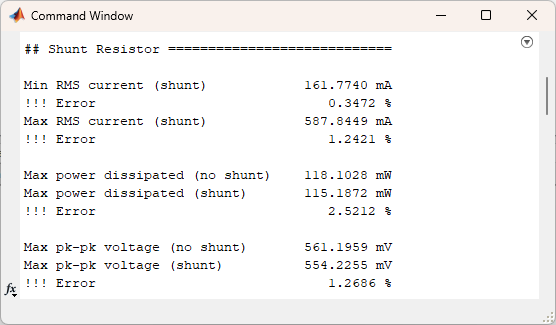 Command Window
## Shunt Resistor ============================
Min RMS current (shunt) 161.7740 mA
!!! Error 0.3472 %
Max RMS current (shunt) 587.8449 mA
!!! Error 1.2421 %
Max power dissipated (no shunt) 118.1028 mW
Max power dissipated (shunt) 115.1872 mW
!!! Error 2.5212 %
Max pk-pk voltage (no shunt) 561.1959 mV
Max pk-pk voltage (shunt) 554.2255 mV
!!! Error 1.2686 %
fx